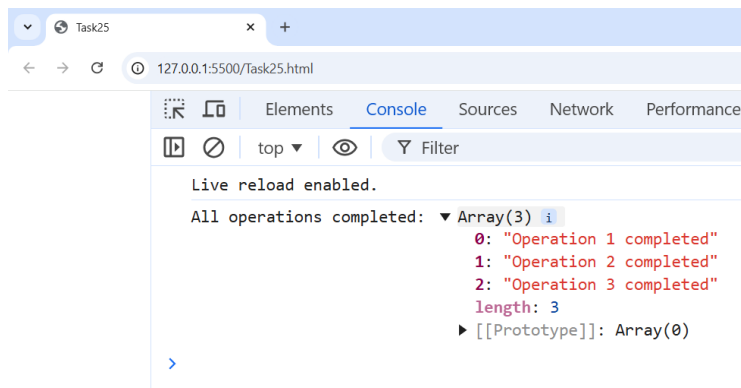 Task25
127.0.0.1:5500/Task25.html
Elements Console Sources Network Performance
top Filter
Live reload enabled.
All operations completed: Array(3) i
0: "Operation 1 completed"
1: "Operation 2 completed"
2: "Operation 3 completed"
length: 3
[[Prototype]]: Array(0)